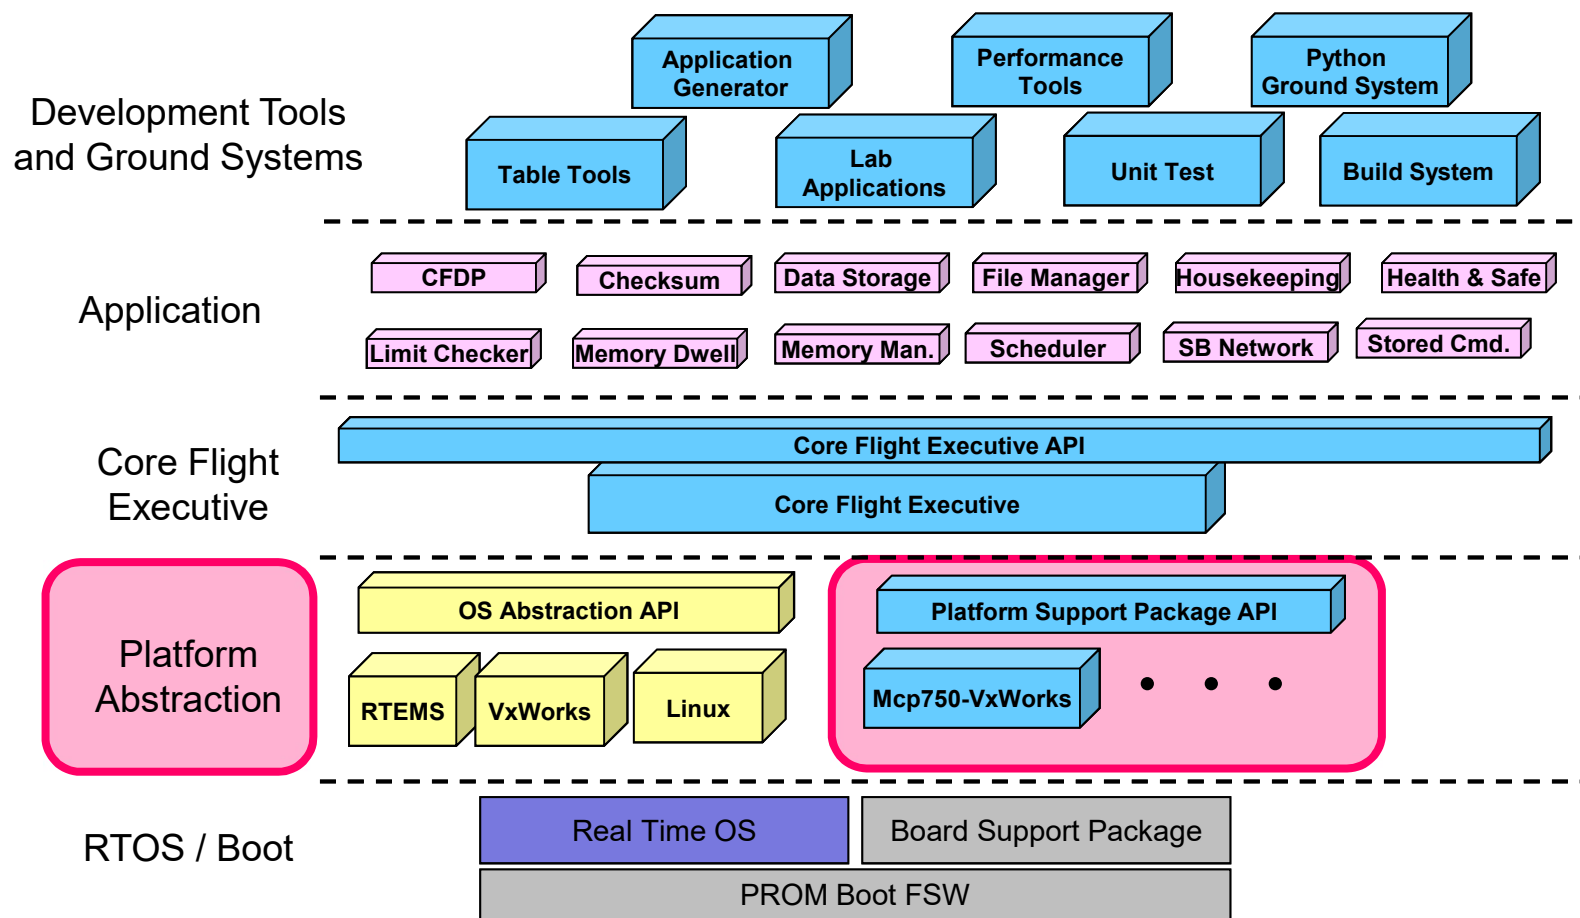 Application
Generator
Performance
Tools
Python
Ground System
Development Tools
and Ground Systems
Table Tools
Lab
Applications
Unit Test
Build System
Application
CFDP
Checksum
Data Storage
File Manager
Housekeeping
Health & Safe
Limit Checker
Memory Dwell
Memory Man.
Scheduler
SB Network
Stored Cmd.
Core Flight
Executive
Core Flight Executive API
Core Flight Executive
Platform
Abstraction
OS Abstraction API
Platform Support Package API
RTEMS
VxWorks
Linux
Mcp750-VxWorks
• • •
RTOS / Boot
Real Time OS
Board Support Package
PROM Boot FSW